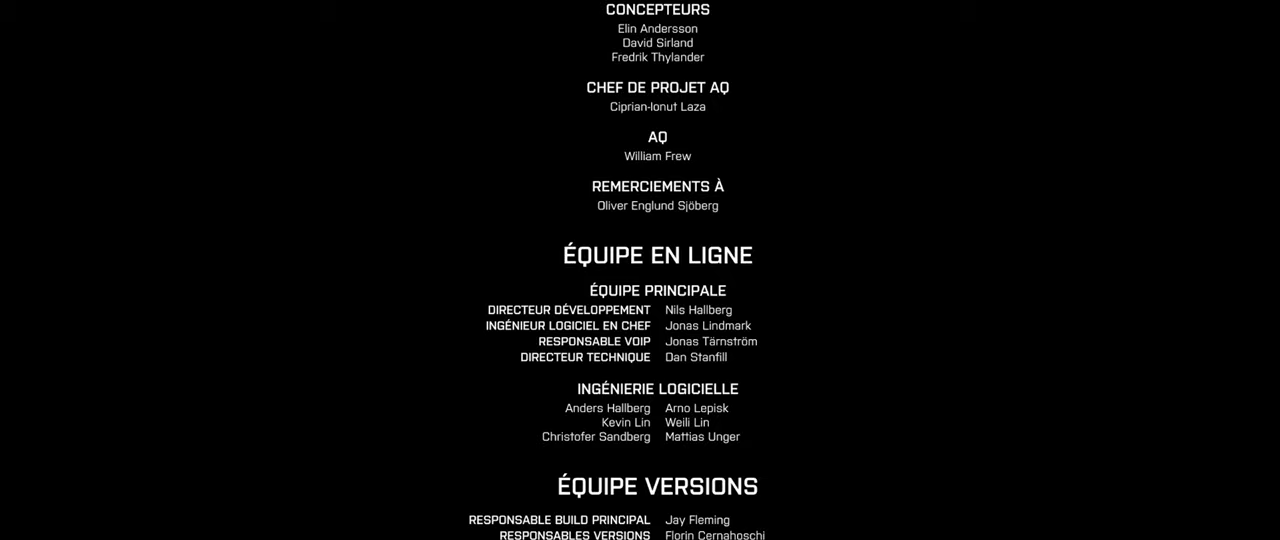 CONCEPTEURS
Elin Andersson
David Sirland
Fredrik Thylander
CHEF DE PROJET AQ
Ciprian-Ionut Laza
AQ
William Frew
REMERCIEMENTS À
Oliver Englund Sjöberg
ÉQUIPE EN LIGNE
ÉQUIPE PRINCIPALE
DIRECTEUR DÉVELOPPEMENT Nils Hallberg
INGÉNIEUR LOGICIEL EN CHEF Jonas Lindmark
RESPONSABLE VOIP Jonas Tärnström
DIRECTEUR TECHNIQUE Dan Stanfill
INGÉNIERIE LOGICIELLE
Anders Hallberg Arno Lepisk
Kevin Lin Weili Lin
Christofer Sandberg Mattias Unger
ÉQUIPE VERSIONS
RESPONSABLE BUILD PRINCIPAL Jay Fleming
RESPONSABLES VERSIONS Florin Cernahoschi